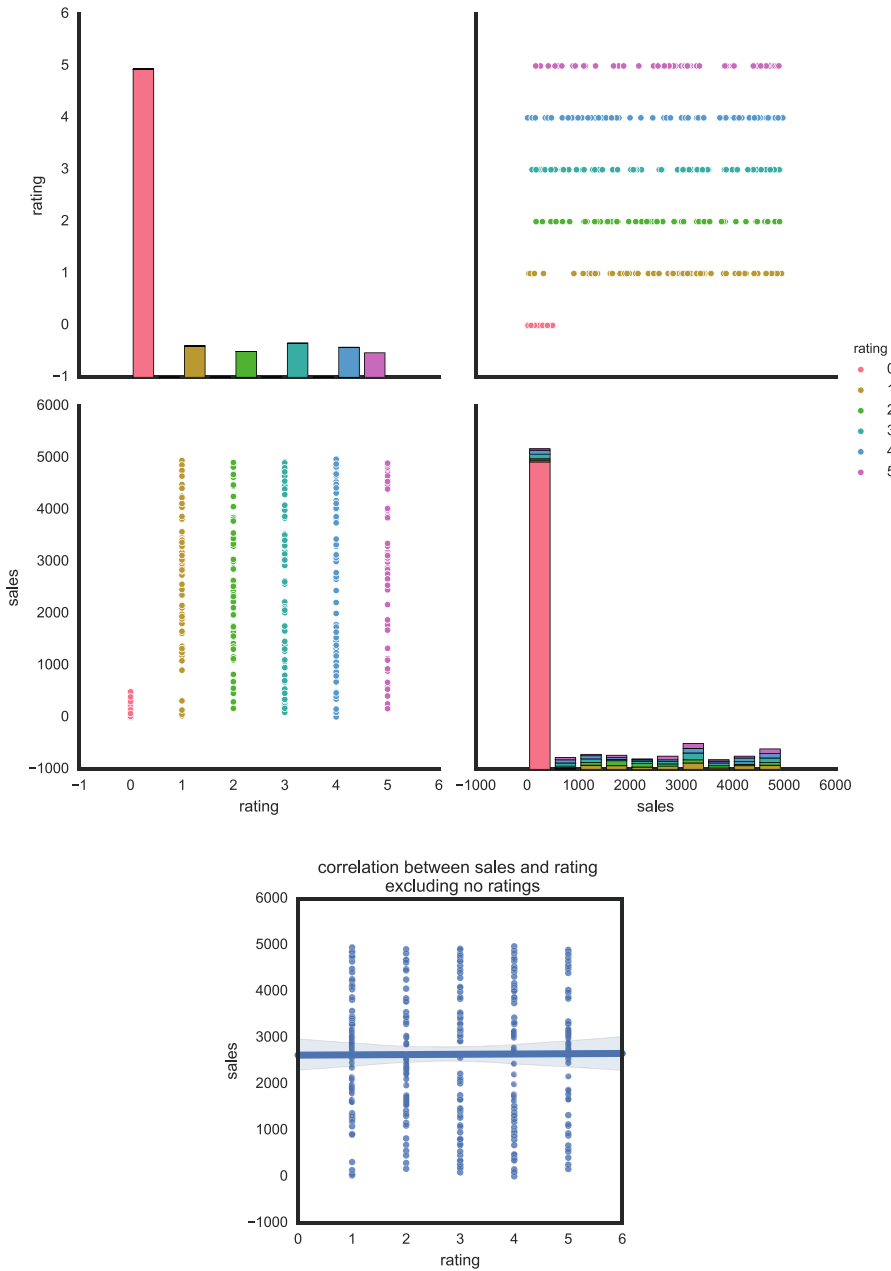 6
5
4
3
2
1
0
−1
rating
rating
0
1
2
3
4
5
6000
5000
4000
3000
2000
1000
0
−1000
sales
−1 0 1 2 3 4 5 6
rating
−1000 0 1000 2000 3000 4000 5000 6000
sales
correlation between sales and rating
excluding no ratings
6000
5000
4000
3000
2000
1000
0
−1000
sales
0 1 2 3 4 5 6
rating